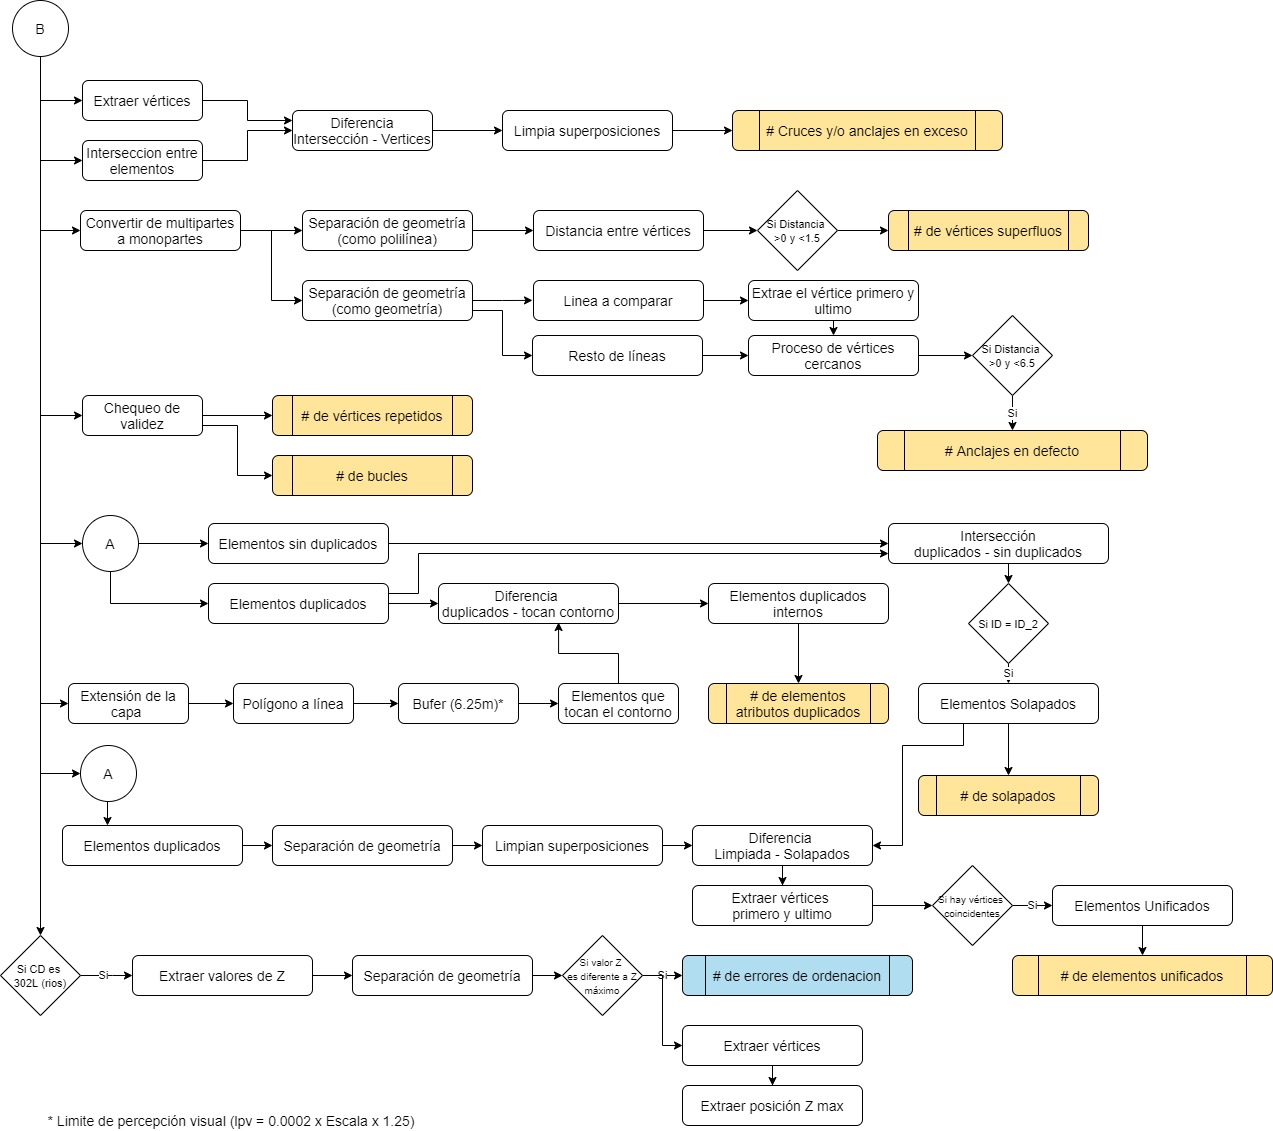 B
Extraer vértices
Interseccion entre
elementos
Diferencia
Intersección - Vertices
Limpia superposiciones
# Cruces y/o anclajes en exceso
Convertir de multipartes
a monopartes
Separación de geometría
(como polilínea)
Distancia entre vértices
Si Distancia
>0 y <1.5
# de vértices superfluos
Separación de geometría
(como geometría)
Linea a comparar
Extrae el vértice primero y
ultimo
Resto de líneas
Proceso de vértices
cercanos
Si Distancia
>0 y <6.5
Si
# Anclajes en defecto
Chequeo de
validez
# de vértices repetidos
# de bucles
A
Elementos sin duplicados
Intersección
duplicados - sin duplicados
Elementos duplicados
Diferencia
duplicados - tocan contorno
Elementos duplicados
internos
Si ID = ID_2
Si
Extensión de la
capa
Polígono a línea
Bufer (6.25m)*
Elementos que
tocan el contorno
# de elementos
atributos duplicados
Elementos Solapados
# de solapados
A
Elementos duplicados
Separación de geometría
Limpian superposiciones
Diferencia
Limpiada - Solapados
Extraer vértices
primero y ultimo
Si hay vértices
coincidentes
Si
Elementos Unificados
# de elementos unificados
Si CD es
302L (rios)
Si
Extraer valores de Z
Separación de geometría
Si valor Z
es diferente a Z
máximo
Si
# de errores de ordenacion
Extraer vértices
Extraer posición Z max
* Limite de percepción visual (lpv = 0.0002 x Escala x 1.25)